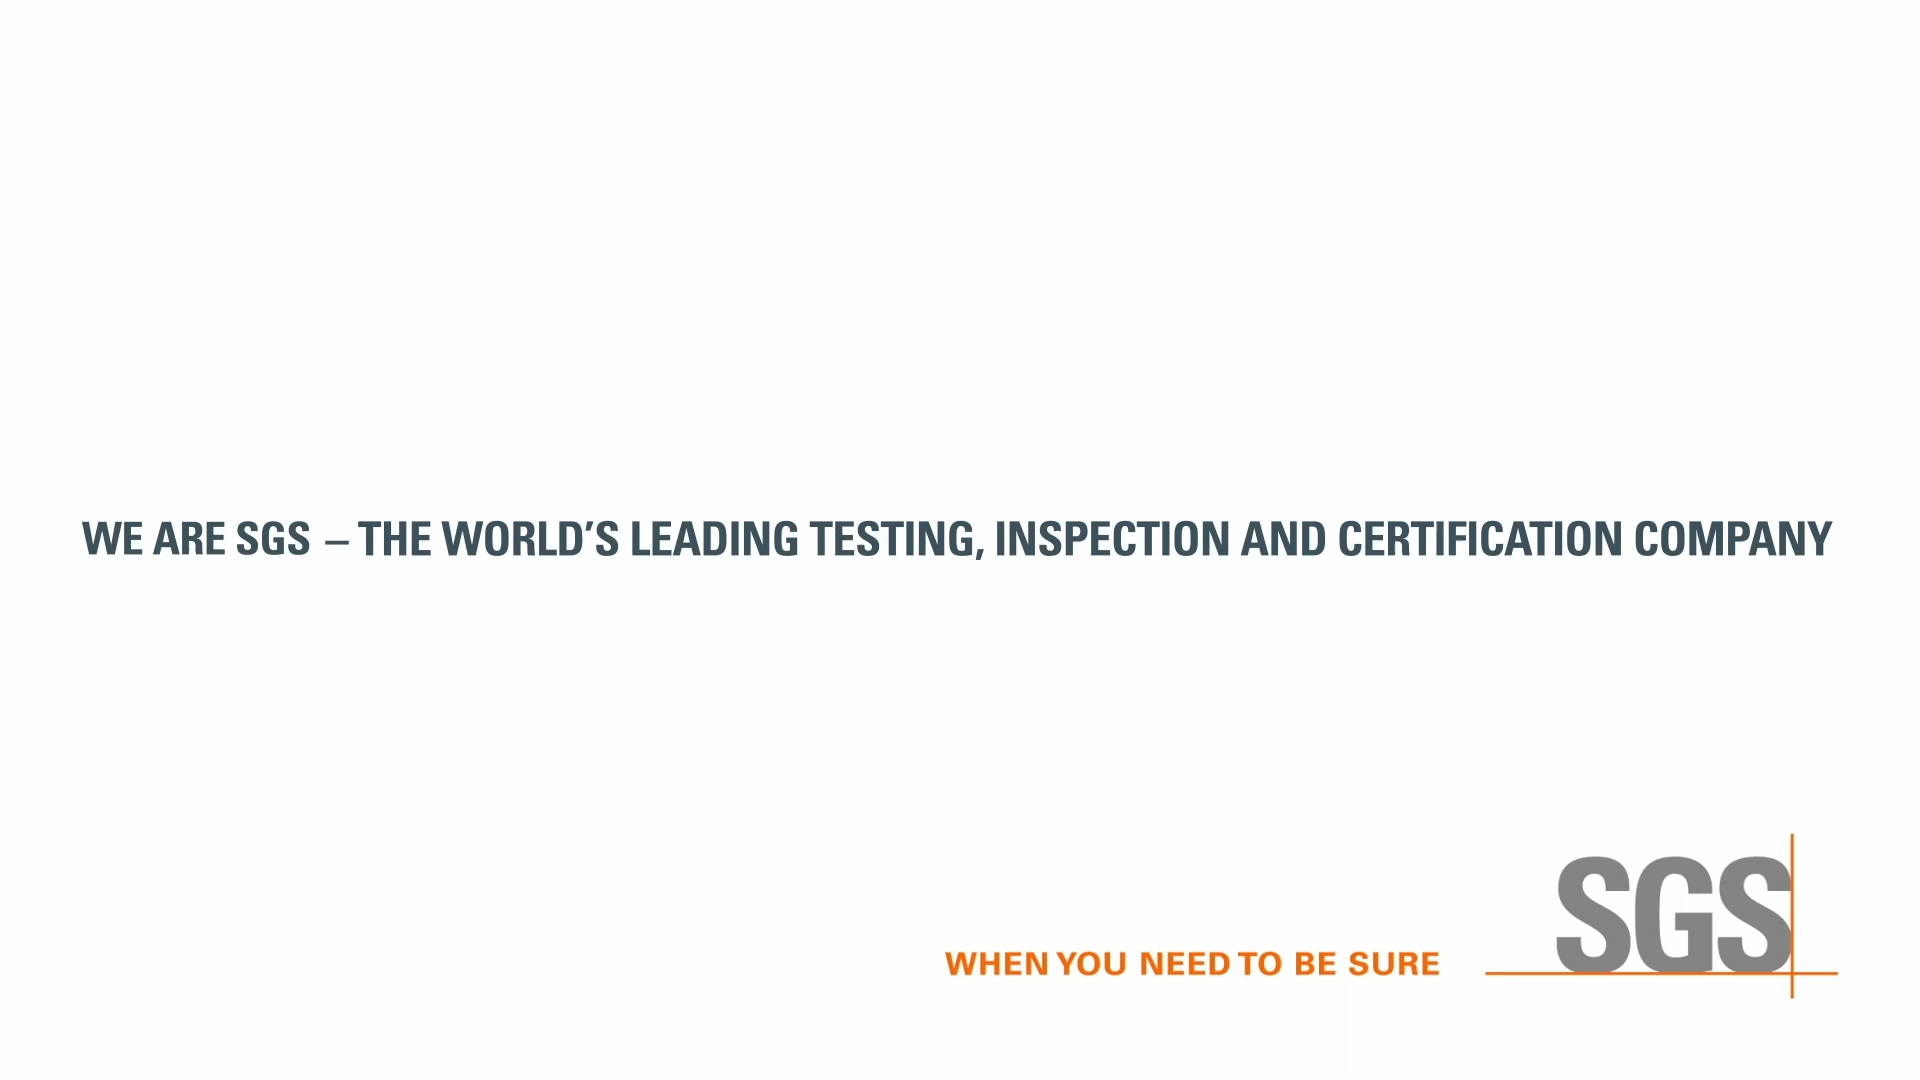 WE ARE SGS – THE WORLD’S LEADING TESTING, INSPECTION AND CERTIFICATION COMPANY
WHEN YOU NEED TO BE SURE
SGS